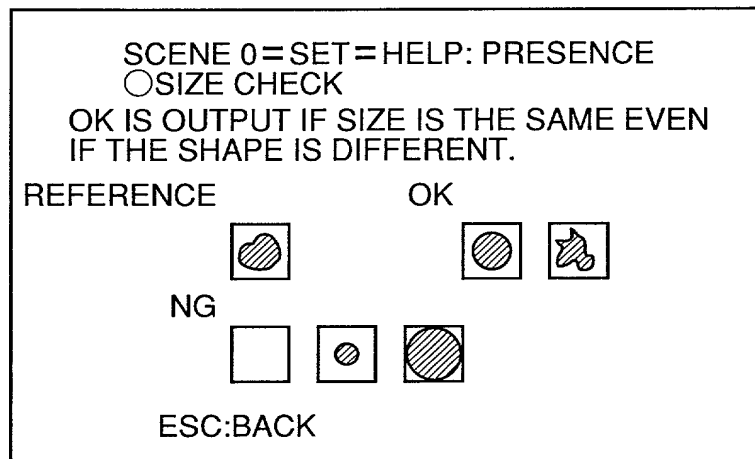 SCENE 0=SET=HELP: PRESENCE
○SIZE CHECK
OK IS OUTPUT IF SIZE IS THE SAME EVEN
IF THE SHAPE IS DIFFERENT.
REFERENCE OK
NG
ESC:BACK